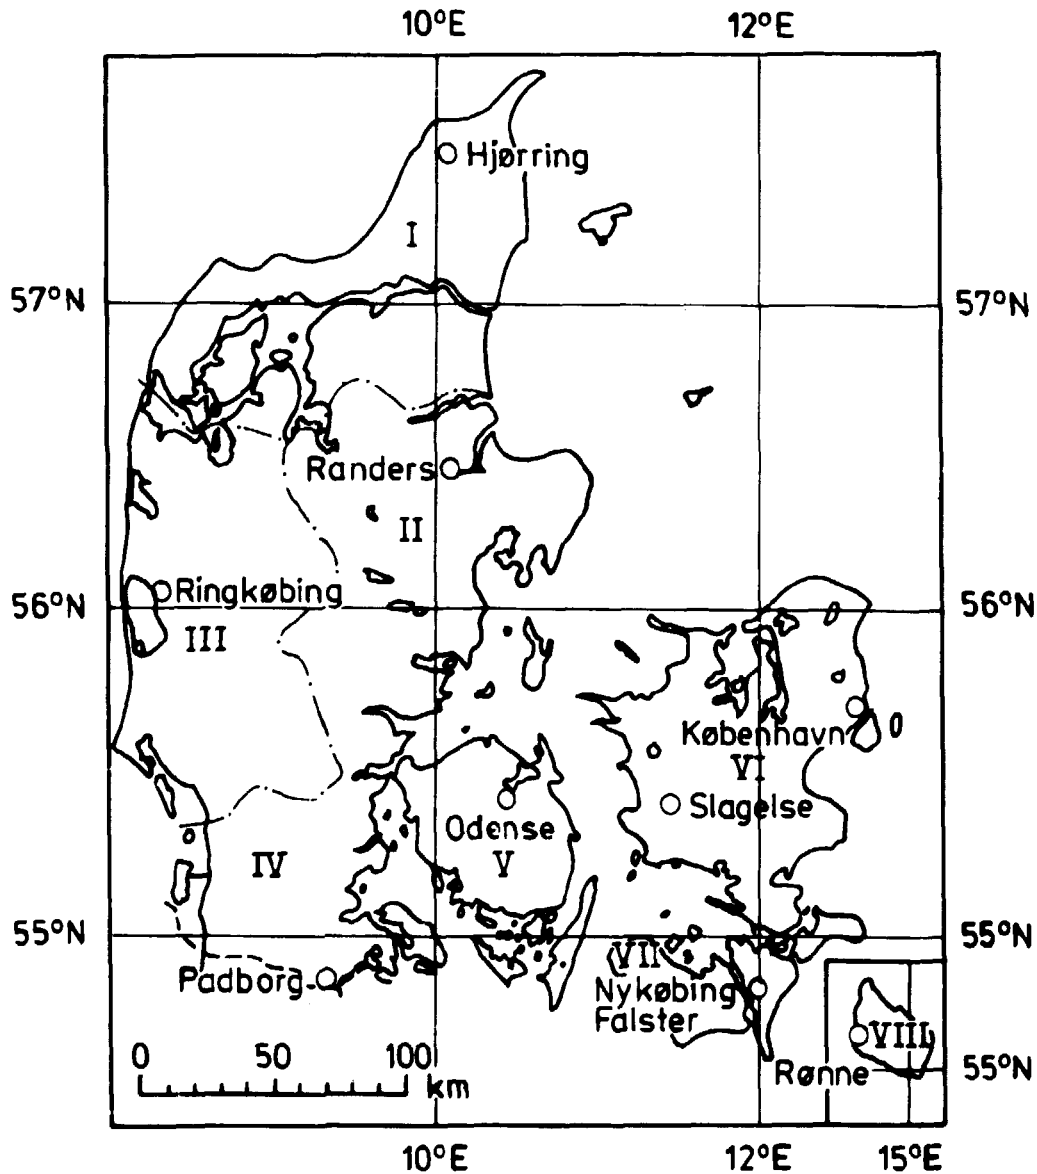 10°E 12°E
Hjørring
I
57°N 57°N
Randers
II
Ringkøbing
56°N 56°N
III
København
VI
Slagelse
Odense
IV V
55°N 55°N
VII
Padborg
Nykøbing
Falster
VIII
0 50 100
km
Rønne 55°N
10°E 12°E 15°E